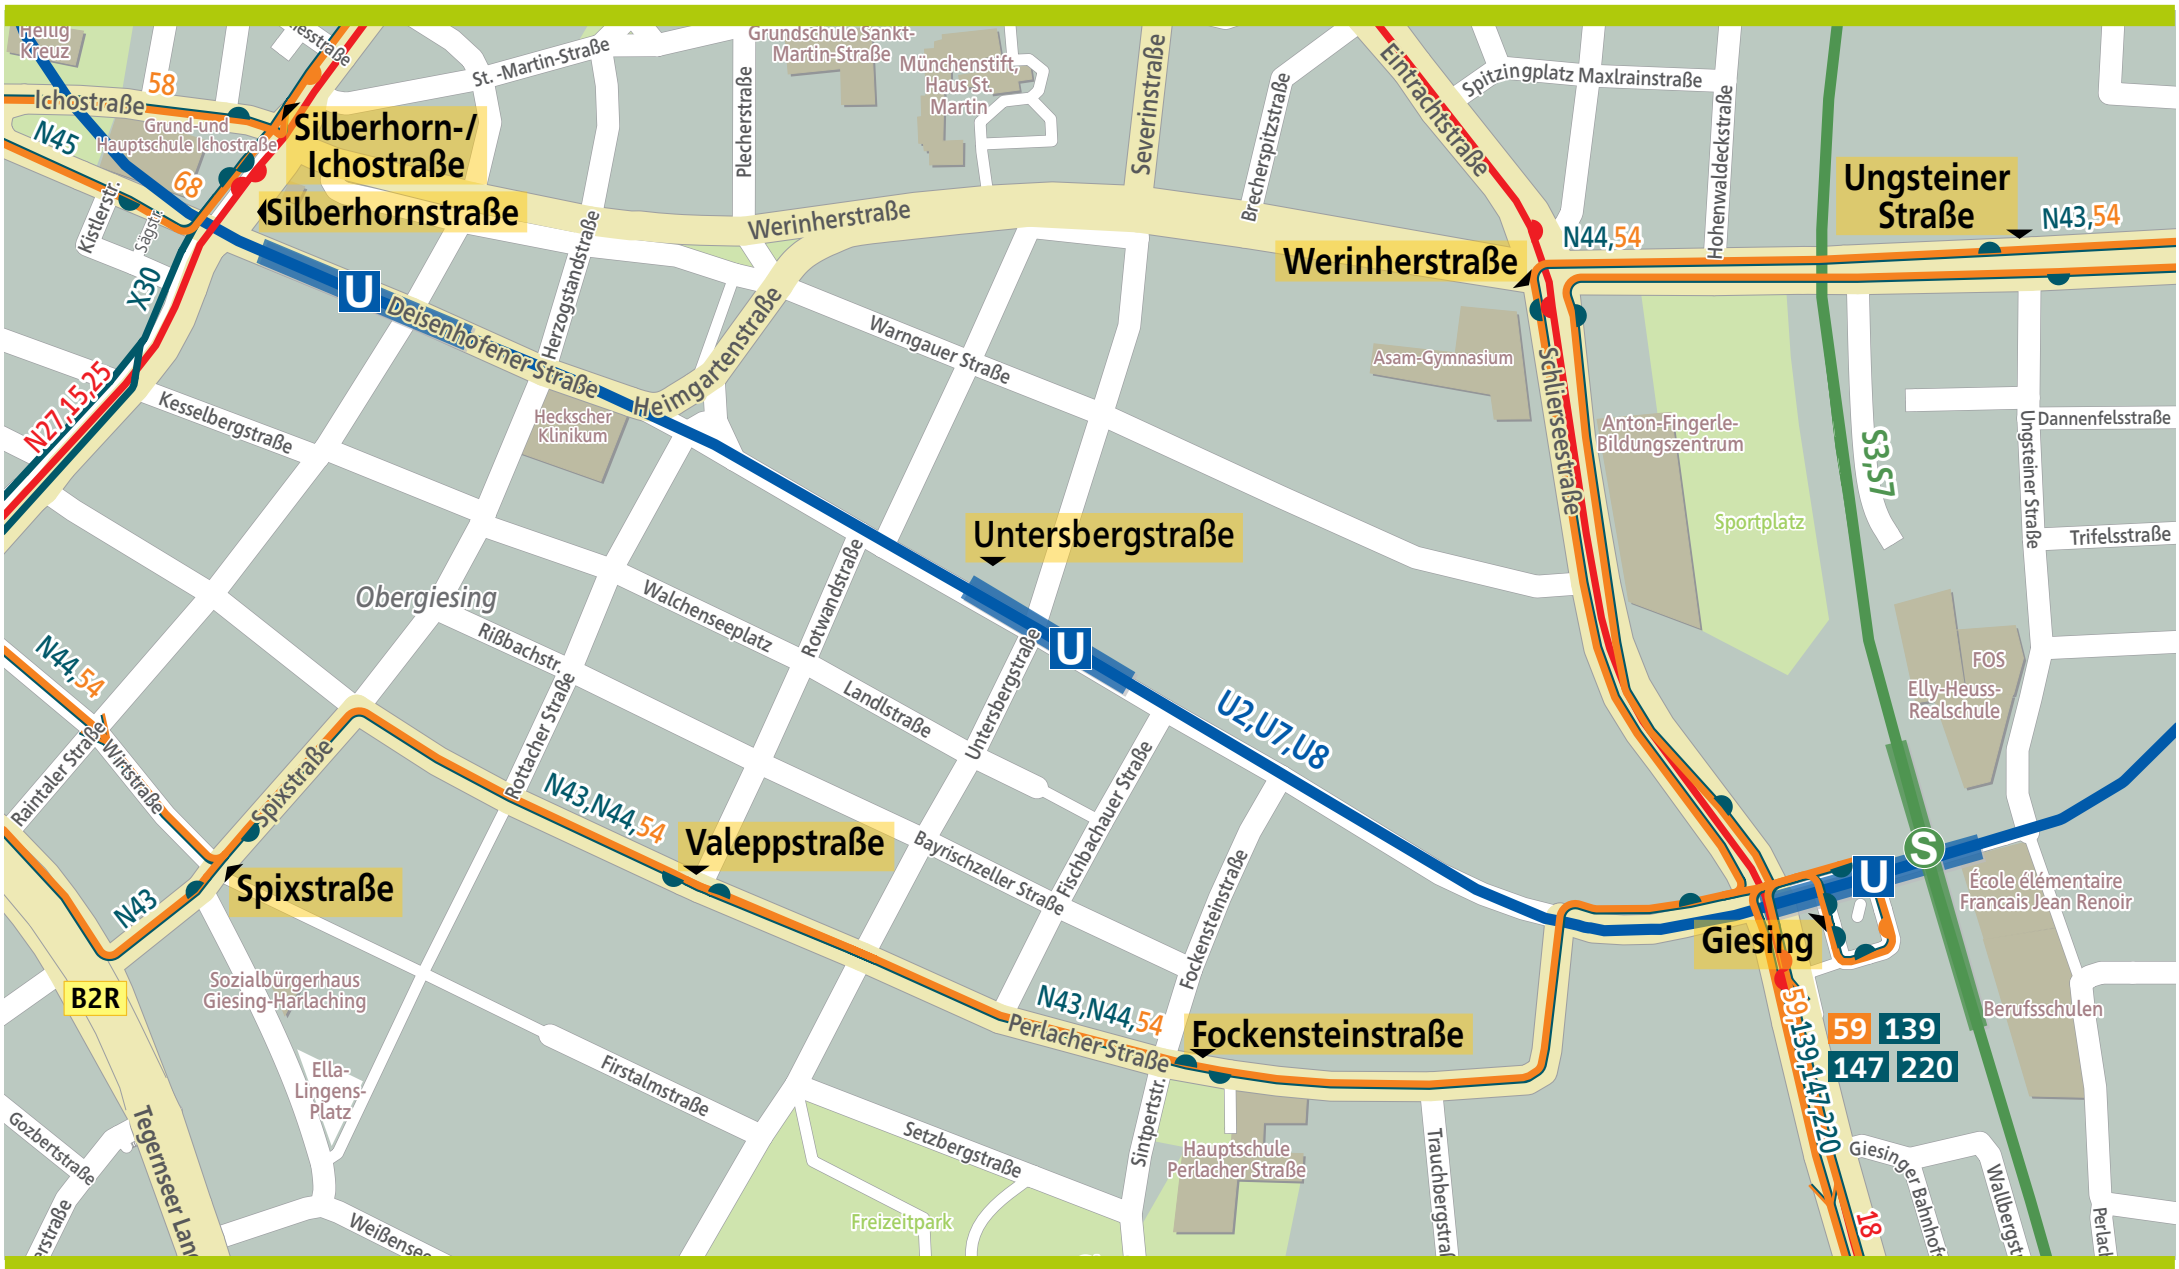 Heilig
Kreuz
58
Ichostraße
N45
Grund-und
Hauptschule Ichostraße
68
Kistlerstr.
Sägstr.
X30
Silberhorn-/
Ichostraße
Silberhornstraße
U
St.-Martin-Straße
Plecherstraße
Grundschule Sankt-
Martin-Straße
Münchenstift,
Haus St.
Martin
Severinstraße
Brecherspitzstraße
Eintrachtstraße
Spitzingplatz
Maxlrainstraße
Hohenwaldeckstraße
Ungsteiner
Straße
N43,54
N44,54
Werinherstraße
Werinherstraße
Herzogstandstraße
Deisenhofener Straße
Heimgartenstraße
Warngauer Straße
Heckscher
Klinikum
Kesselbergstraße
N27,15,25
Asam-Gymnasium
Schlierseestraße
Anton-Fingerle-
Bildungszentrum
Sportplatz
S3,S7
Dannenfelsstraße
Ungsteiner Straße
Trifelsstraße
Untersbergstraße
U
Obergiesing
Walchenseeplatz
Rotwandstraße
Rißbachstr.
Rottacher Straße
Landlstraße
Untersbergstraße
U2,U7,U8
FOS
Elly-Heuss-
Realschule
N44,54
Raintaler Straße
Wirtstraße
Spixstraße
N43,N44,54
Valeppstraße
Bayrischzeller Straße
Fischbachauer Straße
Fockensteinstraße
Spixstraße
N43
B2R
Sozialbürgerhaus
Giesing-Harlaching
S
U
Giesing
École élémentaire
Francais Jean Renoir
Berufsschulen
59,139,147,220
59 139
147 220
N43,N44,54
Perlacher-Straße
Fockensteinstraße
Ella-
Lingens-
Platz
Firstalmstraße
Setzbergstraße
Sintpertstr.
Hauptschule
Perlacher Straße
Freizeitpark
Gozbertstraße
Tegernseer Land
Weißensee
Trauchbergstraß
18
Giesinger Bahnhofs
Wallbergst
Perlach